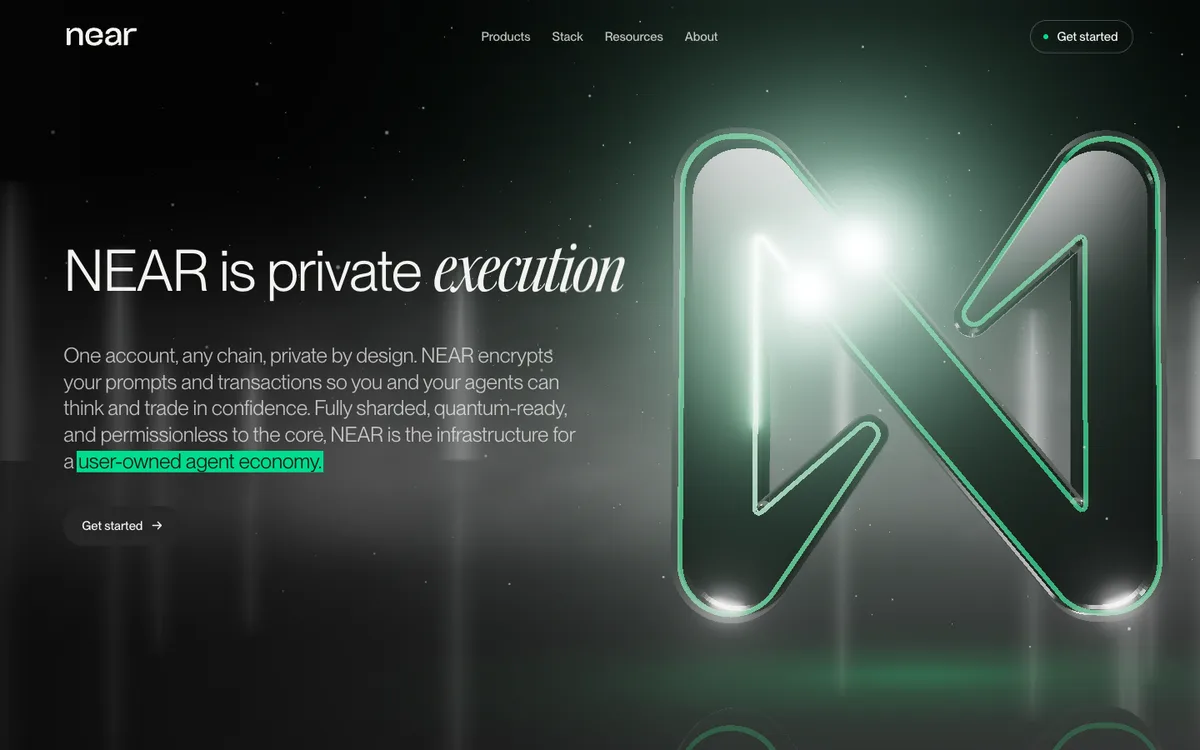 near
Products
Stack
Resources
About
Get started
NEAR is private execution
One account, any chain, private by design. NEAR encrypts
your prompts and transactions so you and your agents can
think and trade in confidence. Fully sharded, quantum-ready,
and permissionless to the core, NEAR is the infrastructure for
a user-owned agent economy.
Get started →